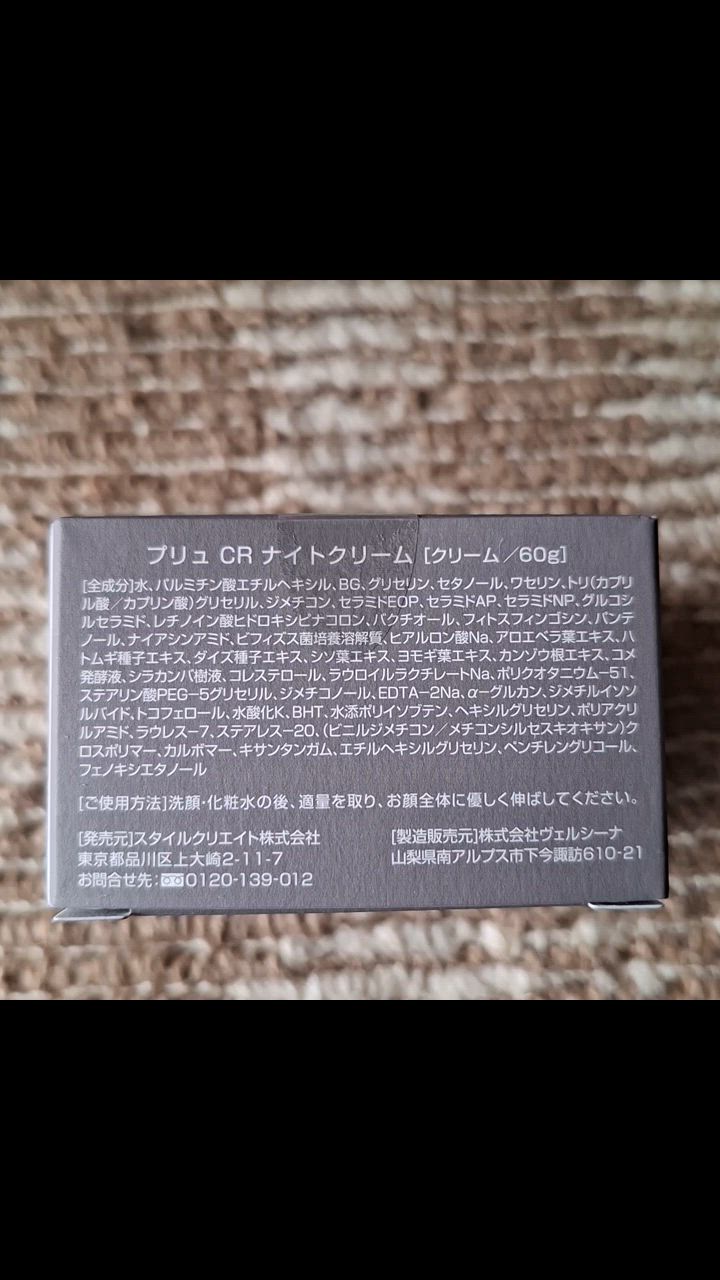 プリュ CR ナイトクリーム [クリーム/60g]
[全成分]水、パルミチン酸エチルヘキシル、BG、グリセリン、セタノール、ワセリン、トリ(カプリ
ル酸/カプリン酸)グリセリル、ジメチコン、セラミドEOP、セラミドAP、セラミドNP、グルコシ
ルセラミド、レチノイン酸ヒドロキシピナコロン、バクチオール、フィトスフィンゴシン、パンテ
ノール、ナイアシンアミド、ビフィズス菌培養溶解質、ヒアルロン酸Na、アロエベラ葉エキス、ハ
トムギ種子エキス、ダイズ種子エキス、シソ葉エキス、ヨモギ葉エキス、カンゾウ根エキス、コメ
発酵液、シラカンバ樹液、コレステロール、ラウロイルラクチレートNa、ポリクオタニウム-51、
ステアリン酸PEG-5グリセリル、ジメチコノール、EDTA-2Na、α-グルカン、ジメチルイソソ
ルバイド、トコフェロール、水酸化K、BHT、水添ポリイソブテン、ヘキシルグリセリン、ポリアクリ
ルアミド、ラウレス-7、ステアレス-20、(ビニルジメチコン/メチコンシルセスキオキサン)ク
ロスポリマー、カルボマー、キサンタンガム、エチルヘキシルグリセリン、ペンチレングリコール、
フェノキシエタノール
[ご使用方法]洗顔・化粧水の後、適量を取り、お顔全体に優しく伸ばしてください。
[発売元]スタイルクリエイト株式会社
東京都品川区上大崎2-11-7
お問合せ先:0120-139-012
[製造販売元]株式会社ヴェルシーナ
山梨県南アルプス市下今諏訪610-21